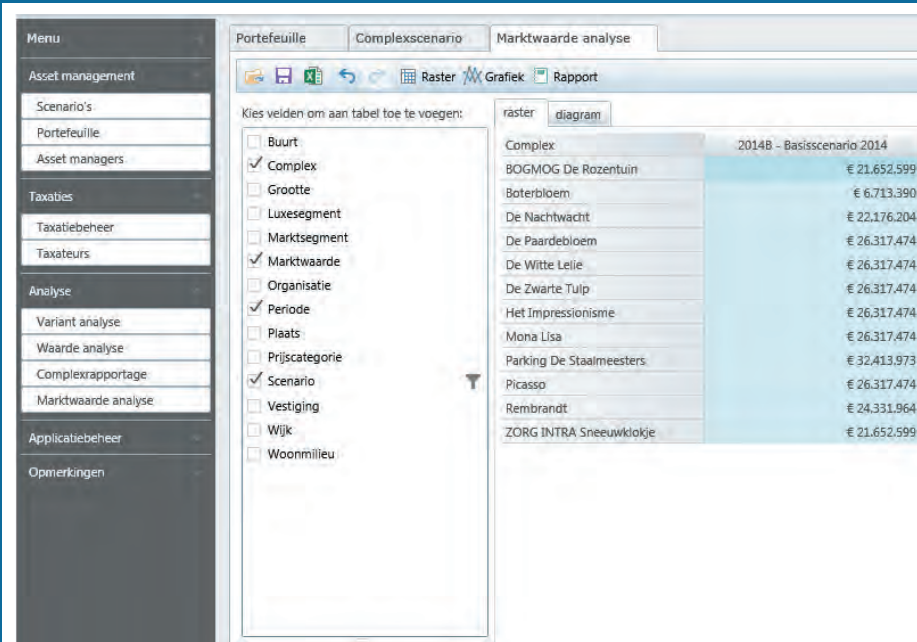 Menu
Asset management
Scenario's
Portefeuille
Asset managers
Taxaties
Taxatiebeheer
Taxateurs
Analyse
Variant analyse
Waarde analyse
Complexrapportage
Marktwaarde analyse
Applicatiebeheer
Opmerkingen
Portefeuille Complexscenario Marktwaarde analyse
Raster Grafiek Rapport
Kies velden om aan tabel toe te voegen:
Buurt
Complex
Grootte
Luxesegment
Marktsegment
Marktwaarde
Organisatie
Periode
Plaats
Prijscategorie
Scenario
Vestiging
Wijk
Woonmilieu
raster diagram
Complex 2014B - Basisscenario 2014
BOGMOG De Rozentuin € 21.652.599
Boterbloem € 6.713.390
De Nachtwacht € 22.176.204
De Paardebloem € 26.317.474
De Witte Lelie € 26.317.474
De Zwarte Tulp € 26.317.474
Het Impressionisme € 26.317.474
Mona Lisa € 26.317.474
Parking De Staalmeesters € 32.413.973
Picasso € 26.317.474
Rembrandt € 24.331.964
ZORG INTRA Sneeuwklokje € 21.652.599